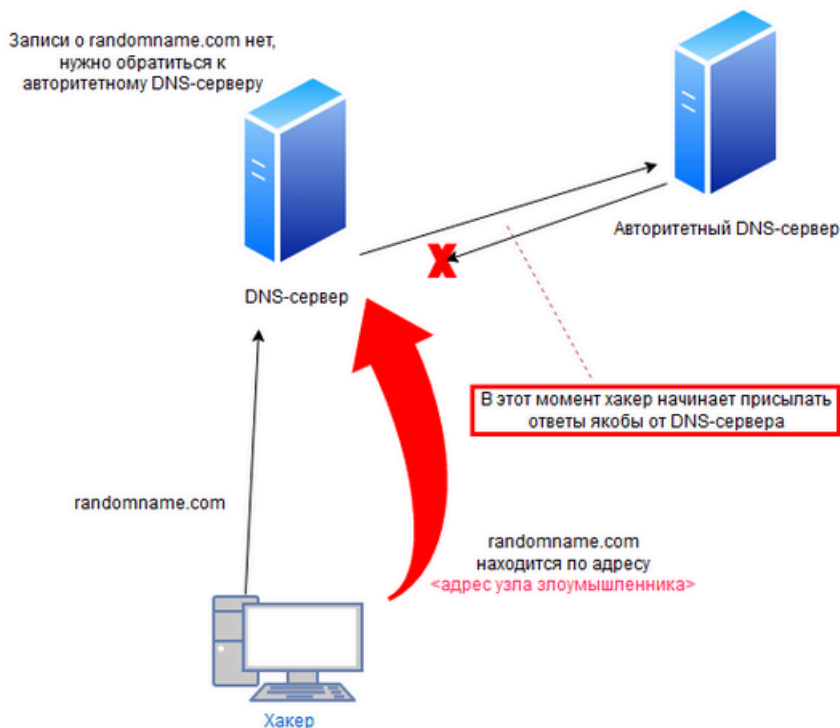 Записи о randomname.com нет,
нужно обратиться к
авторитетному DNS-серверу
Авторитетный DNS-сервер
DNS-сервер
В этот момент хакер начинает присылать
ответы якобы от DNS-сервера
randomname.com
randomname.com
находится по адресу
<адрес узла злоумышленника>
Хакер